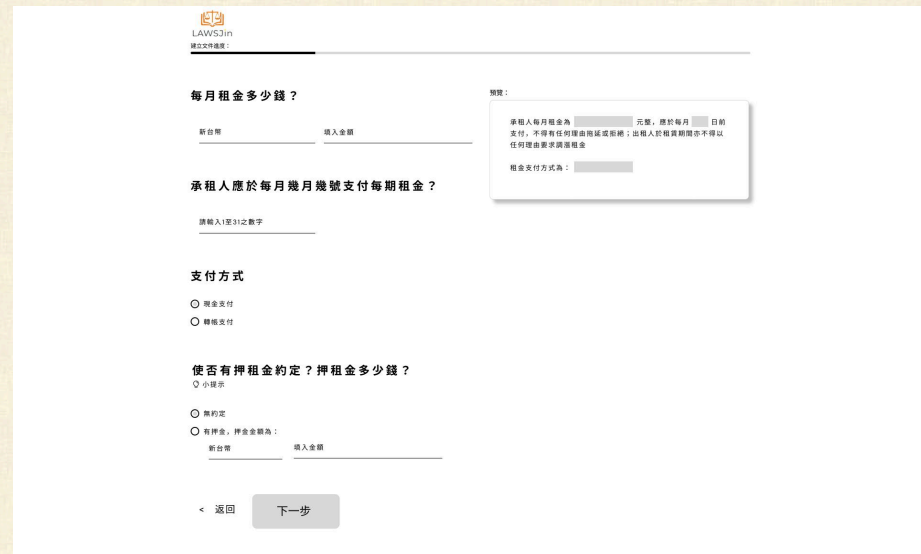 LAWSJin
建立文件進度：
每月租金多少錢？
新台幣 填入金額
承租人應於每月幾月幾號支付每期租金？
請輸入1至31之數字
支付方式
現金支付
轉帳支付
使否有押租金約定？押租金多少錢？
小提示
無約定
有押金，押金金額為：
新台幣 填入金額
< 返回 下一步
預覽：
承租人每月租金為 元整，應於每月 日前
支付，不得有任何理由拖延或拒絕；出租人於租賃期間亦不得以
任何理由要求調漲租金
租金支付方式為：